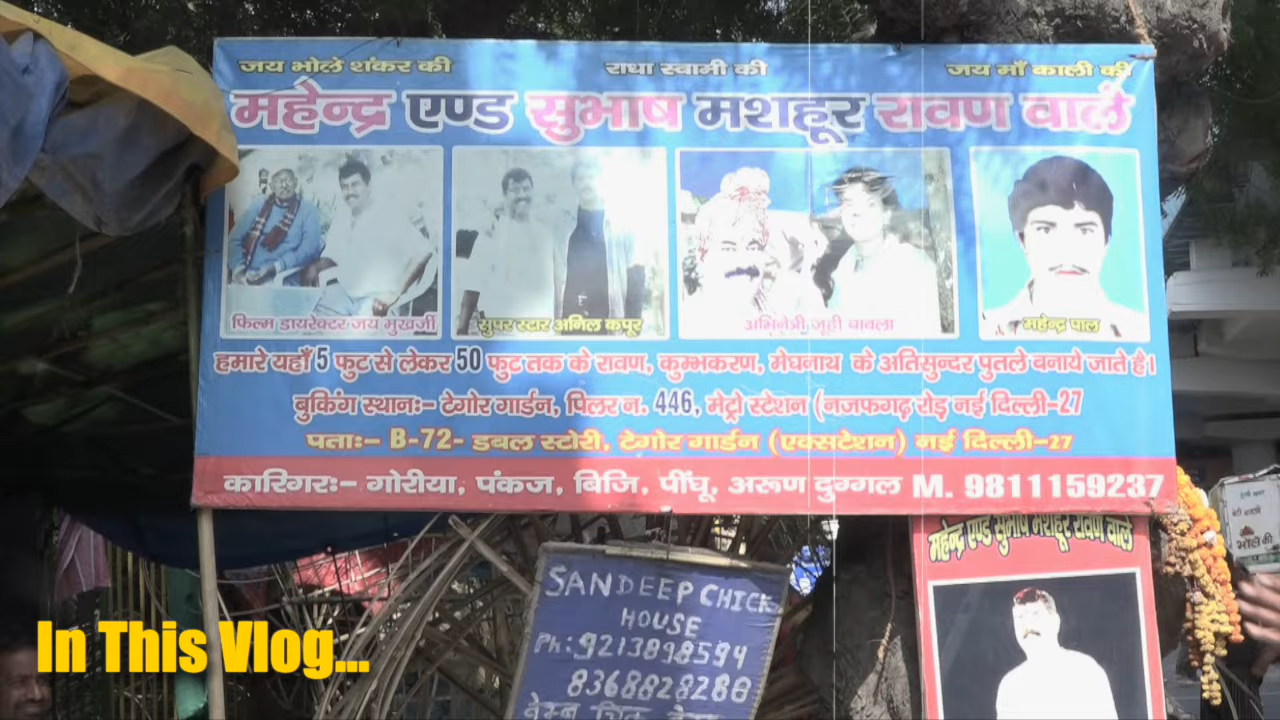 जय भोले शंकर की राधा स्वामी की जय माँ काली की
महेन्द्र एण्ड सुभाष मशहूर रावण वाले
फिल्म डायरेक्टर जय मुखर्जी
सुपर स्टार अनिल कपूर
अभिनेत्री जूही चावला
महेन्द्र पाल
हमारे यहाँ 5 फुट से लेकर 50 फुट तक के रावण, कुम्भकरण, मेघनाथ के अतिसुन्दर पुतले बनाये जाते है।
बुकिंग स्थानः- टेगोर गार्डन, पिलर न. 446, मेट्रो स्टेशन (नजफगढ़ रोड़ नई दिल्ली-27
पताः- B-72- डबल स्टोरी, टेगोर गार्डन (एक्सटेशन) नई दिल्ली-27
कारिगरः- गोरीया, पंकज, बिजि, पींघू, अरूण दुग्गल M. 9811159237
महेन्द्र एण्ड सुभाष मशहूर रावण वाले
SANDEEP CHICK
HOUSE
Ph:9213898594
8368828288
भोले की
In This Vlog...